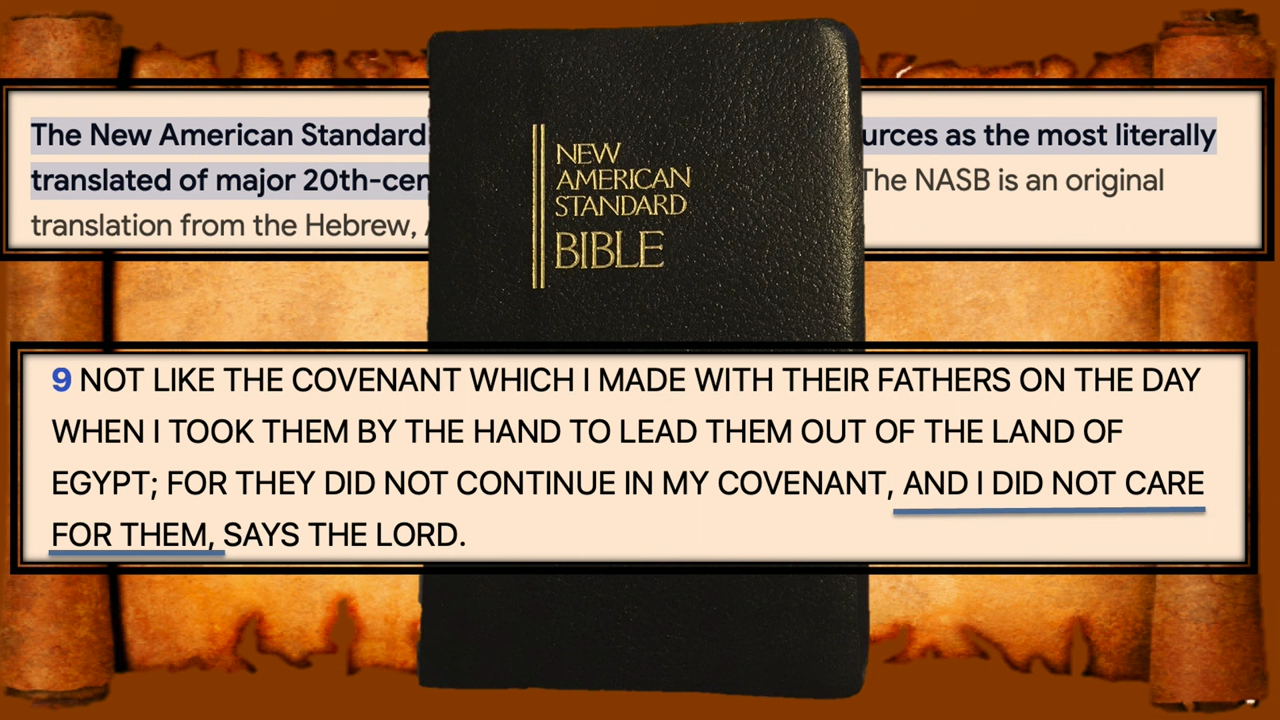 The New American Standard
urces as the most literally
translated of major 20th-cen
The NASB is an original
translation from the Hebrew,
NEW
AMERICAN
STANDARD
BIBLE
9 NOT LIKE THE COVENANT WHICH I MADE WITH THEIR FATHERS ON THE DAY
WHEN I TOOK THEM BY THE HAND TO LEAD THEM OUT OF THE LAND OF
EGYPT; FOR THEY DID NOT CONTINUE IN MY COVENANT, AND I DID NOT CARE
FOR THEM, SAYS THE LORD.